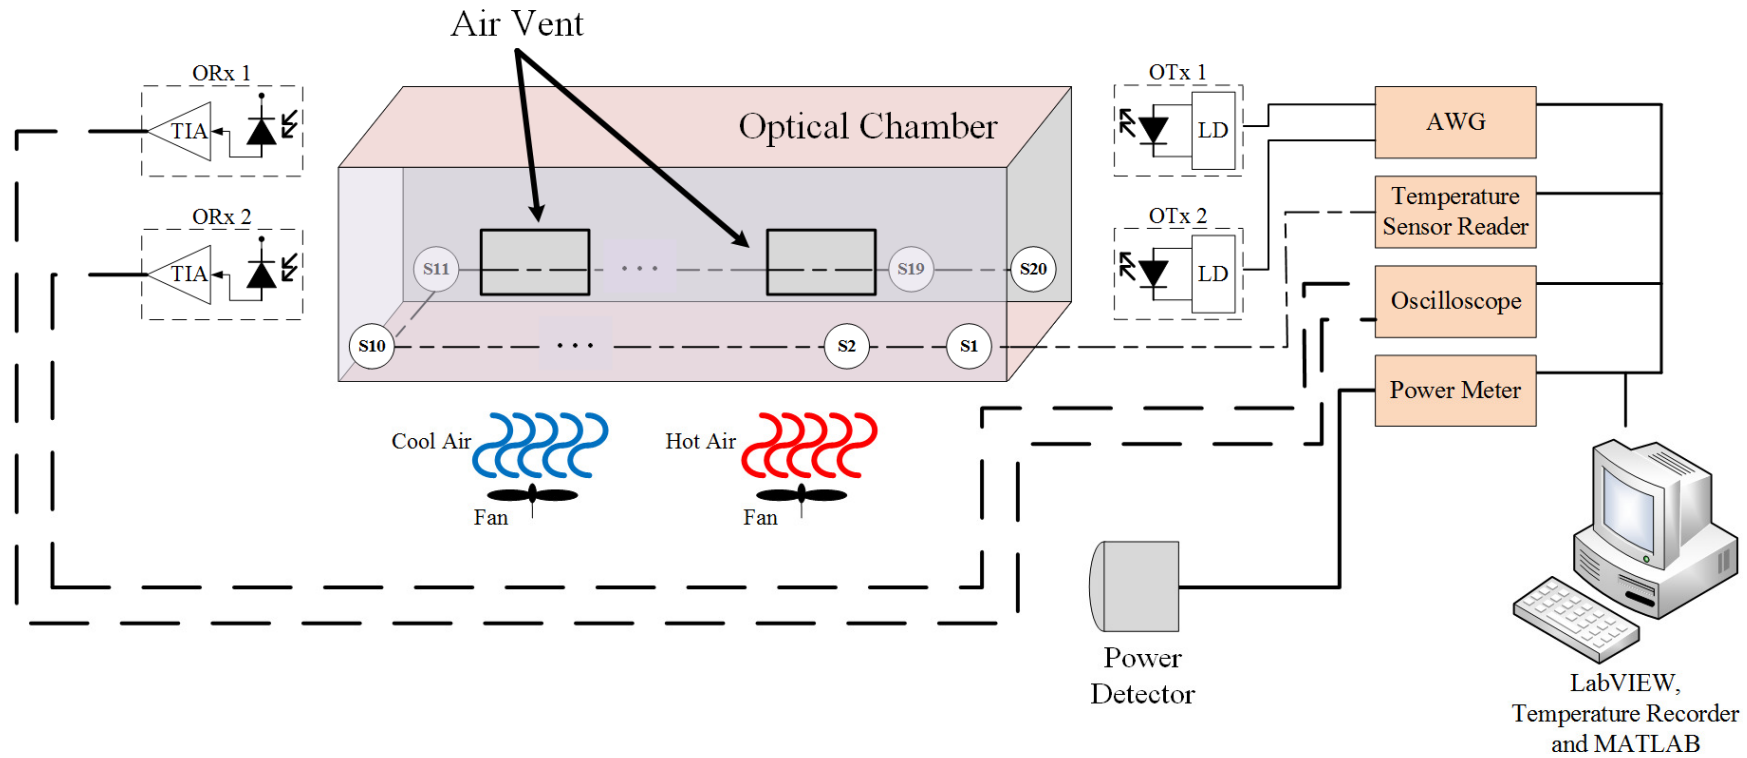 Air Vent
ORx 1
TIA
ORx 2
TIA
Optical Chamber
S11
S19
S20
S10
S2
S1
OTx 1
LD
OTx 2
LD
AWG
Temperature
Sensor Reader
Oscilloscope
Power Meter
Cool Air
Fan
Hot Air
Fan
Power
Detector
LabVIEW,
Temperature Recorder
and MATLAB